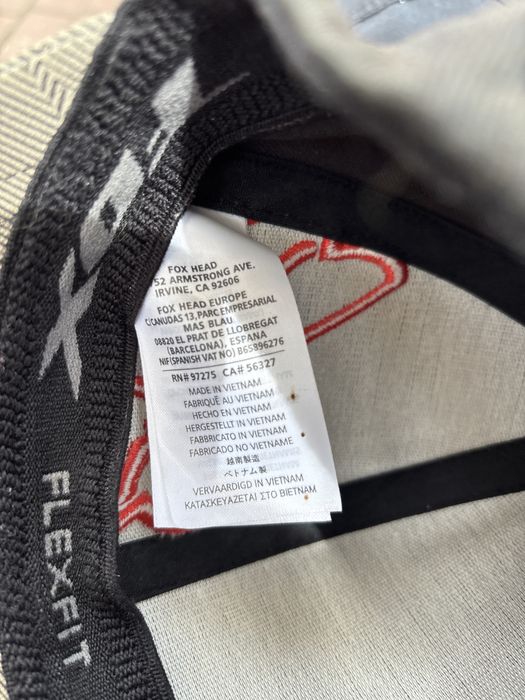 FOX
FLEXFIT
FOX HEAD
52 ARMSTRONG AVE.
IRVINE, CA 92606
FOX HEAD EUROPE
C\CANUDAS 13,PARC EMPRESARIAL
MAS BLAU
08820 EL PRAT DE LLOBREGAT
(BARCELONA), ESPANA
NIF(SPANISH VAT NO) B65896276
RN# 97275 CA# 56327
MADE IN VIETNAM
FABRIQUÉ AU VIETNAM
HECHO EN VIETNAM
HERGESTELLT IN VIETNAM
FABBRICATO IN VIETNAM
FABRICADO NO VIETNAME
越南製造
ベトナム製
VERVAARDIGD IN VIETNAM
ΚΑΤΑΣΚΕΥΑΖΕΤΑΙ ΣΤΟ ΒΙΕΤΝΑΜ